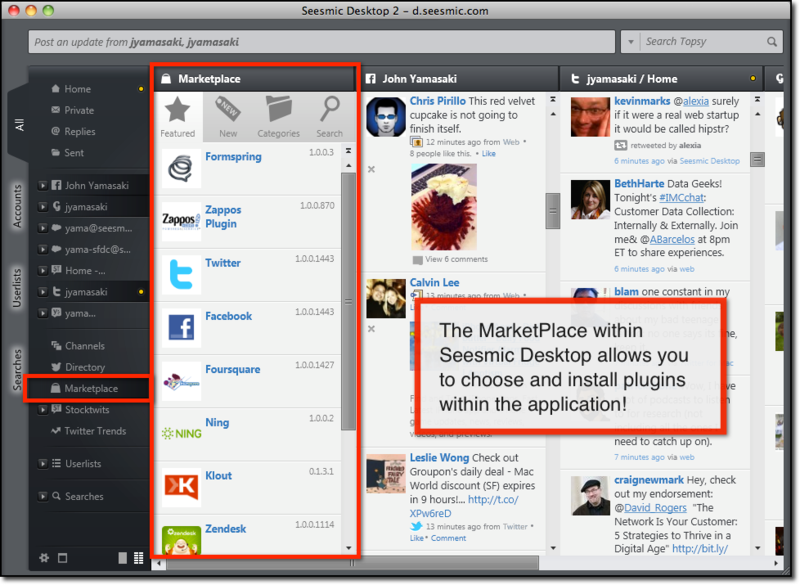 Seesmic Desktop 2 – d.seesmic.com
Post an update from jyamasaki, jyamasaki
Search Topsy
All
Accounts
Userlists
Searches
Home
Private
Replies
Sent
John Yamasaki
jyamasaki
yama@seesm...
yama-sfdc@s...
Home -...
jyamasaki
yama...
Channels
Directory
Marketplace
Stocktwits
Twitter Trends
Userlists
Searches
Marketplace
Featured
NEW
New
Categories
Search
Formspring
1.0.0.3
Zappos
Zappos
Plugin
1.0.0.870
Twitter
1.0.0.1443
Facebook
1.0.0.1443
Foursquare
1.0.0.1427
NING
Ning
1.0.0.2
Klout
0.1.3.1
Zendesk
1.0.0.1114
John Yamasaki
Chris Pirillo This red velvet
cupcake is not going to
finish itself.
12 minutes ago from Web •
8 people like this. • Like
View 6 comments
Calvin Lee
13 minutes ago from Web •
videos, and previews.
Leslie Wong Check out
Groupon's daily deal - Mac
World discount (SF) expires
in 9 hours!... http://t.co/
XPw6reD
13 minutes ago from Twitter •
Like • Comment
jyamasaki / Home
kevinmarks @alexia surely
if it were a real web startup
it would be called hipstr?
retweeted by alexia
6 minutes ago via Seesmic Desktop
BethHarte Data Geeks!
Tonight's #IMCchat:
Customer Data Collection:
Internally & Externally. Join
me& @ABarcelos at 8pm
ET to share experiences.
6 minutes ago via web
blam one constant in my
need to catch up on).
7 minutes ago via web
craignewmark Hey, check
out my endorsement:
@David_Rogers "The
Network Is Your Customer:
5 Strategies to Thrive in a
Digital Age" http://bit.ly/
The MarketPlace within
Seesmic Desktop allows you
to choose and install plugins
within the application!